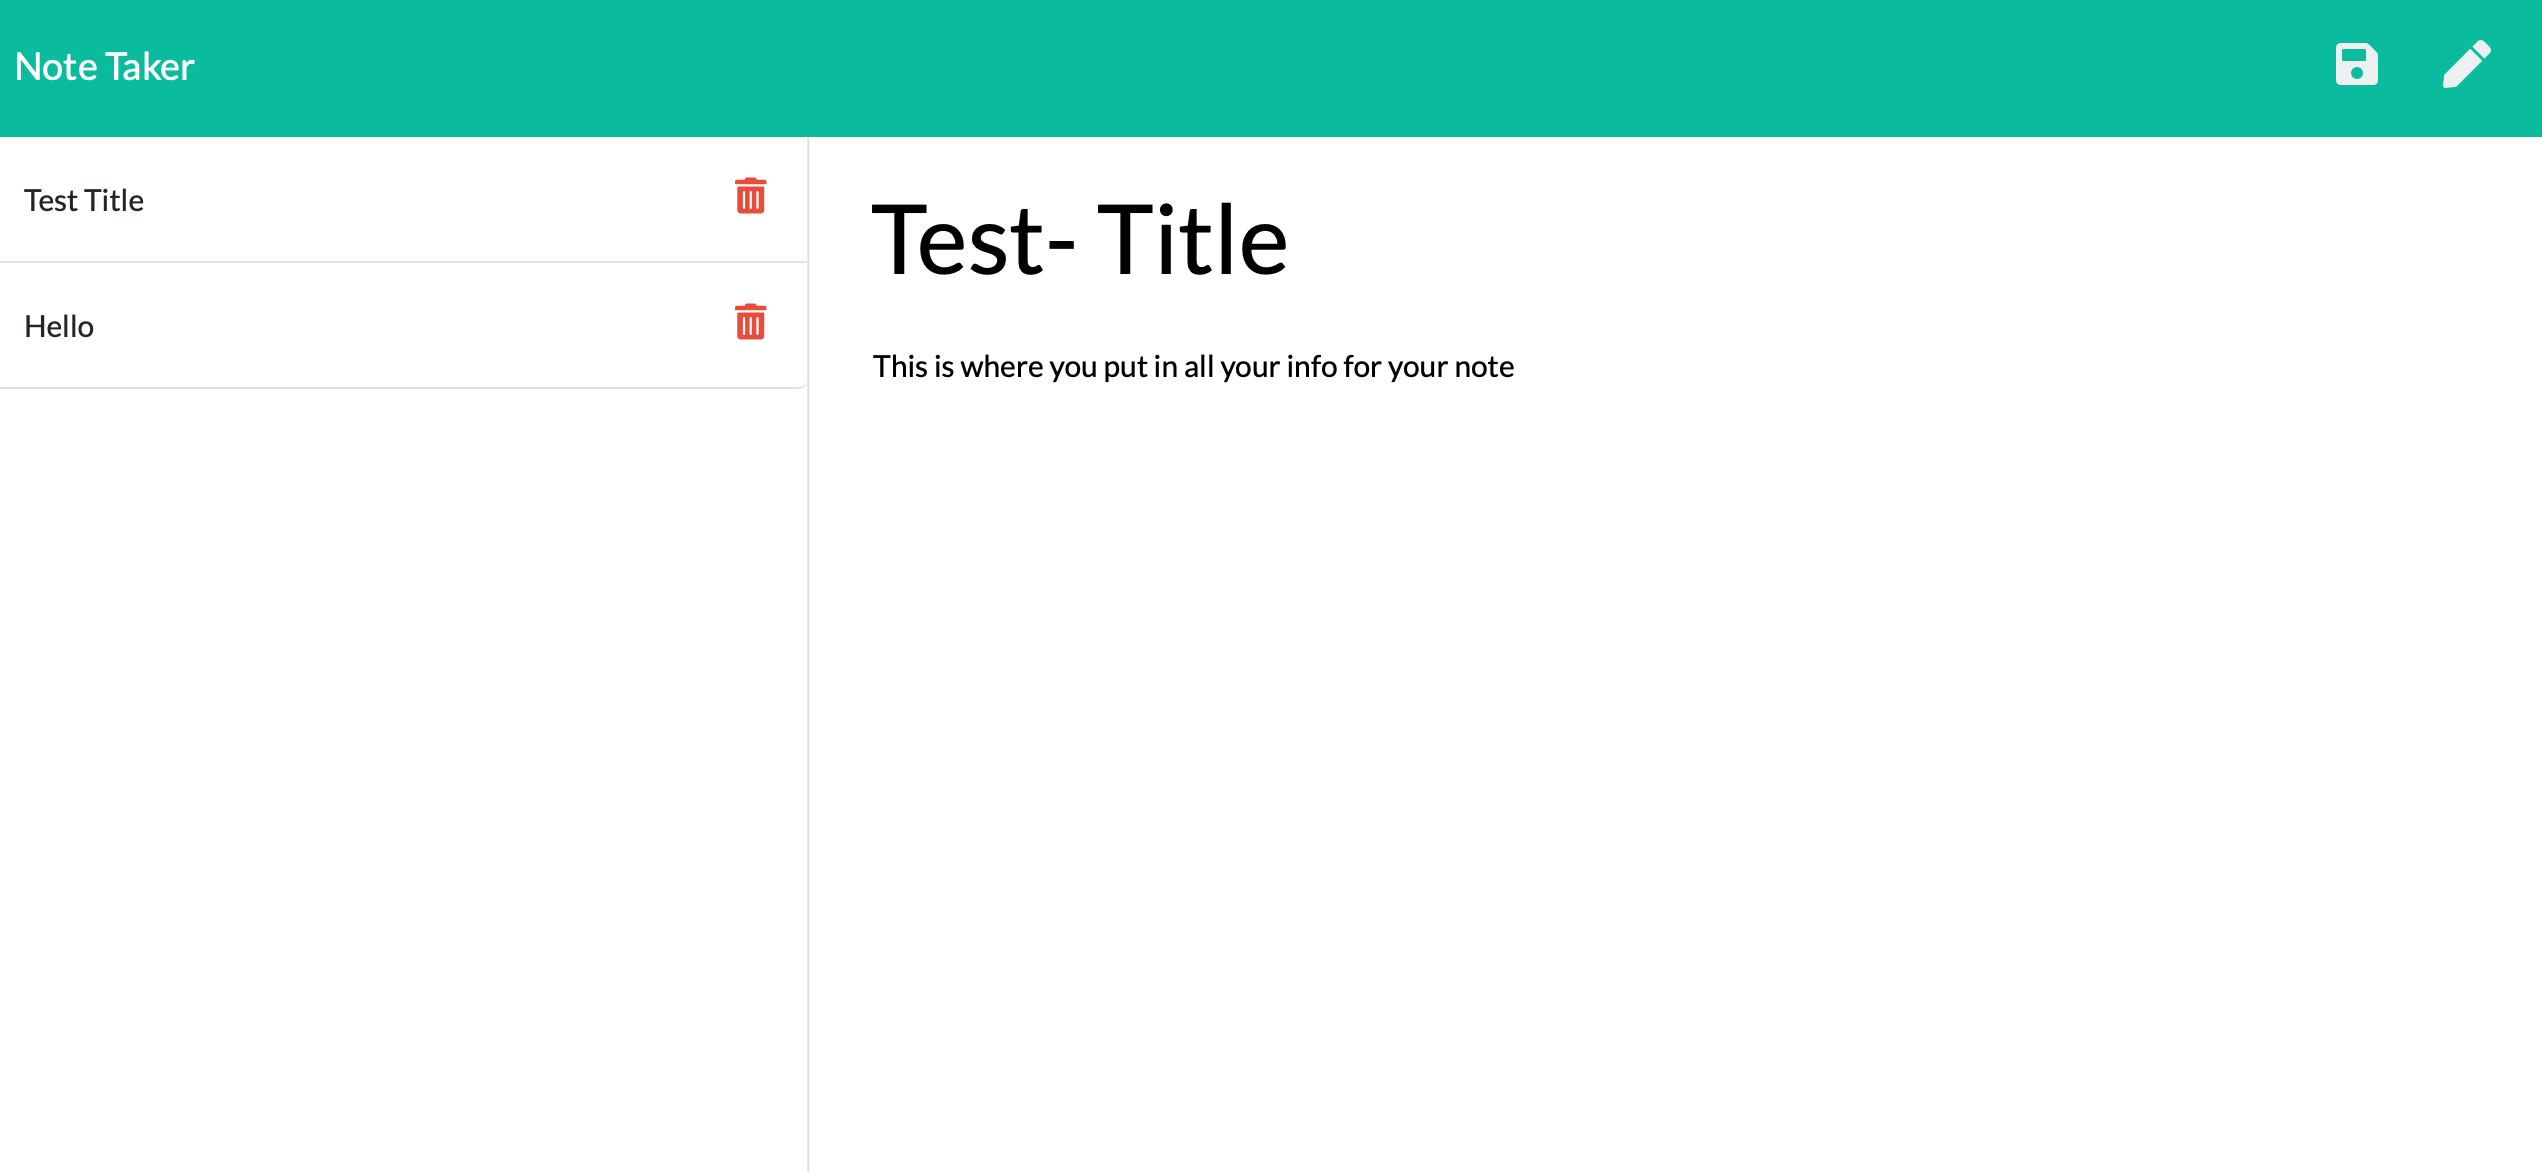 Note Taker
Test Title
Hello
Test- Title
This is where you put in all your info for your note